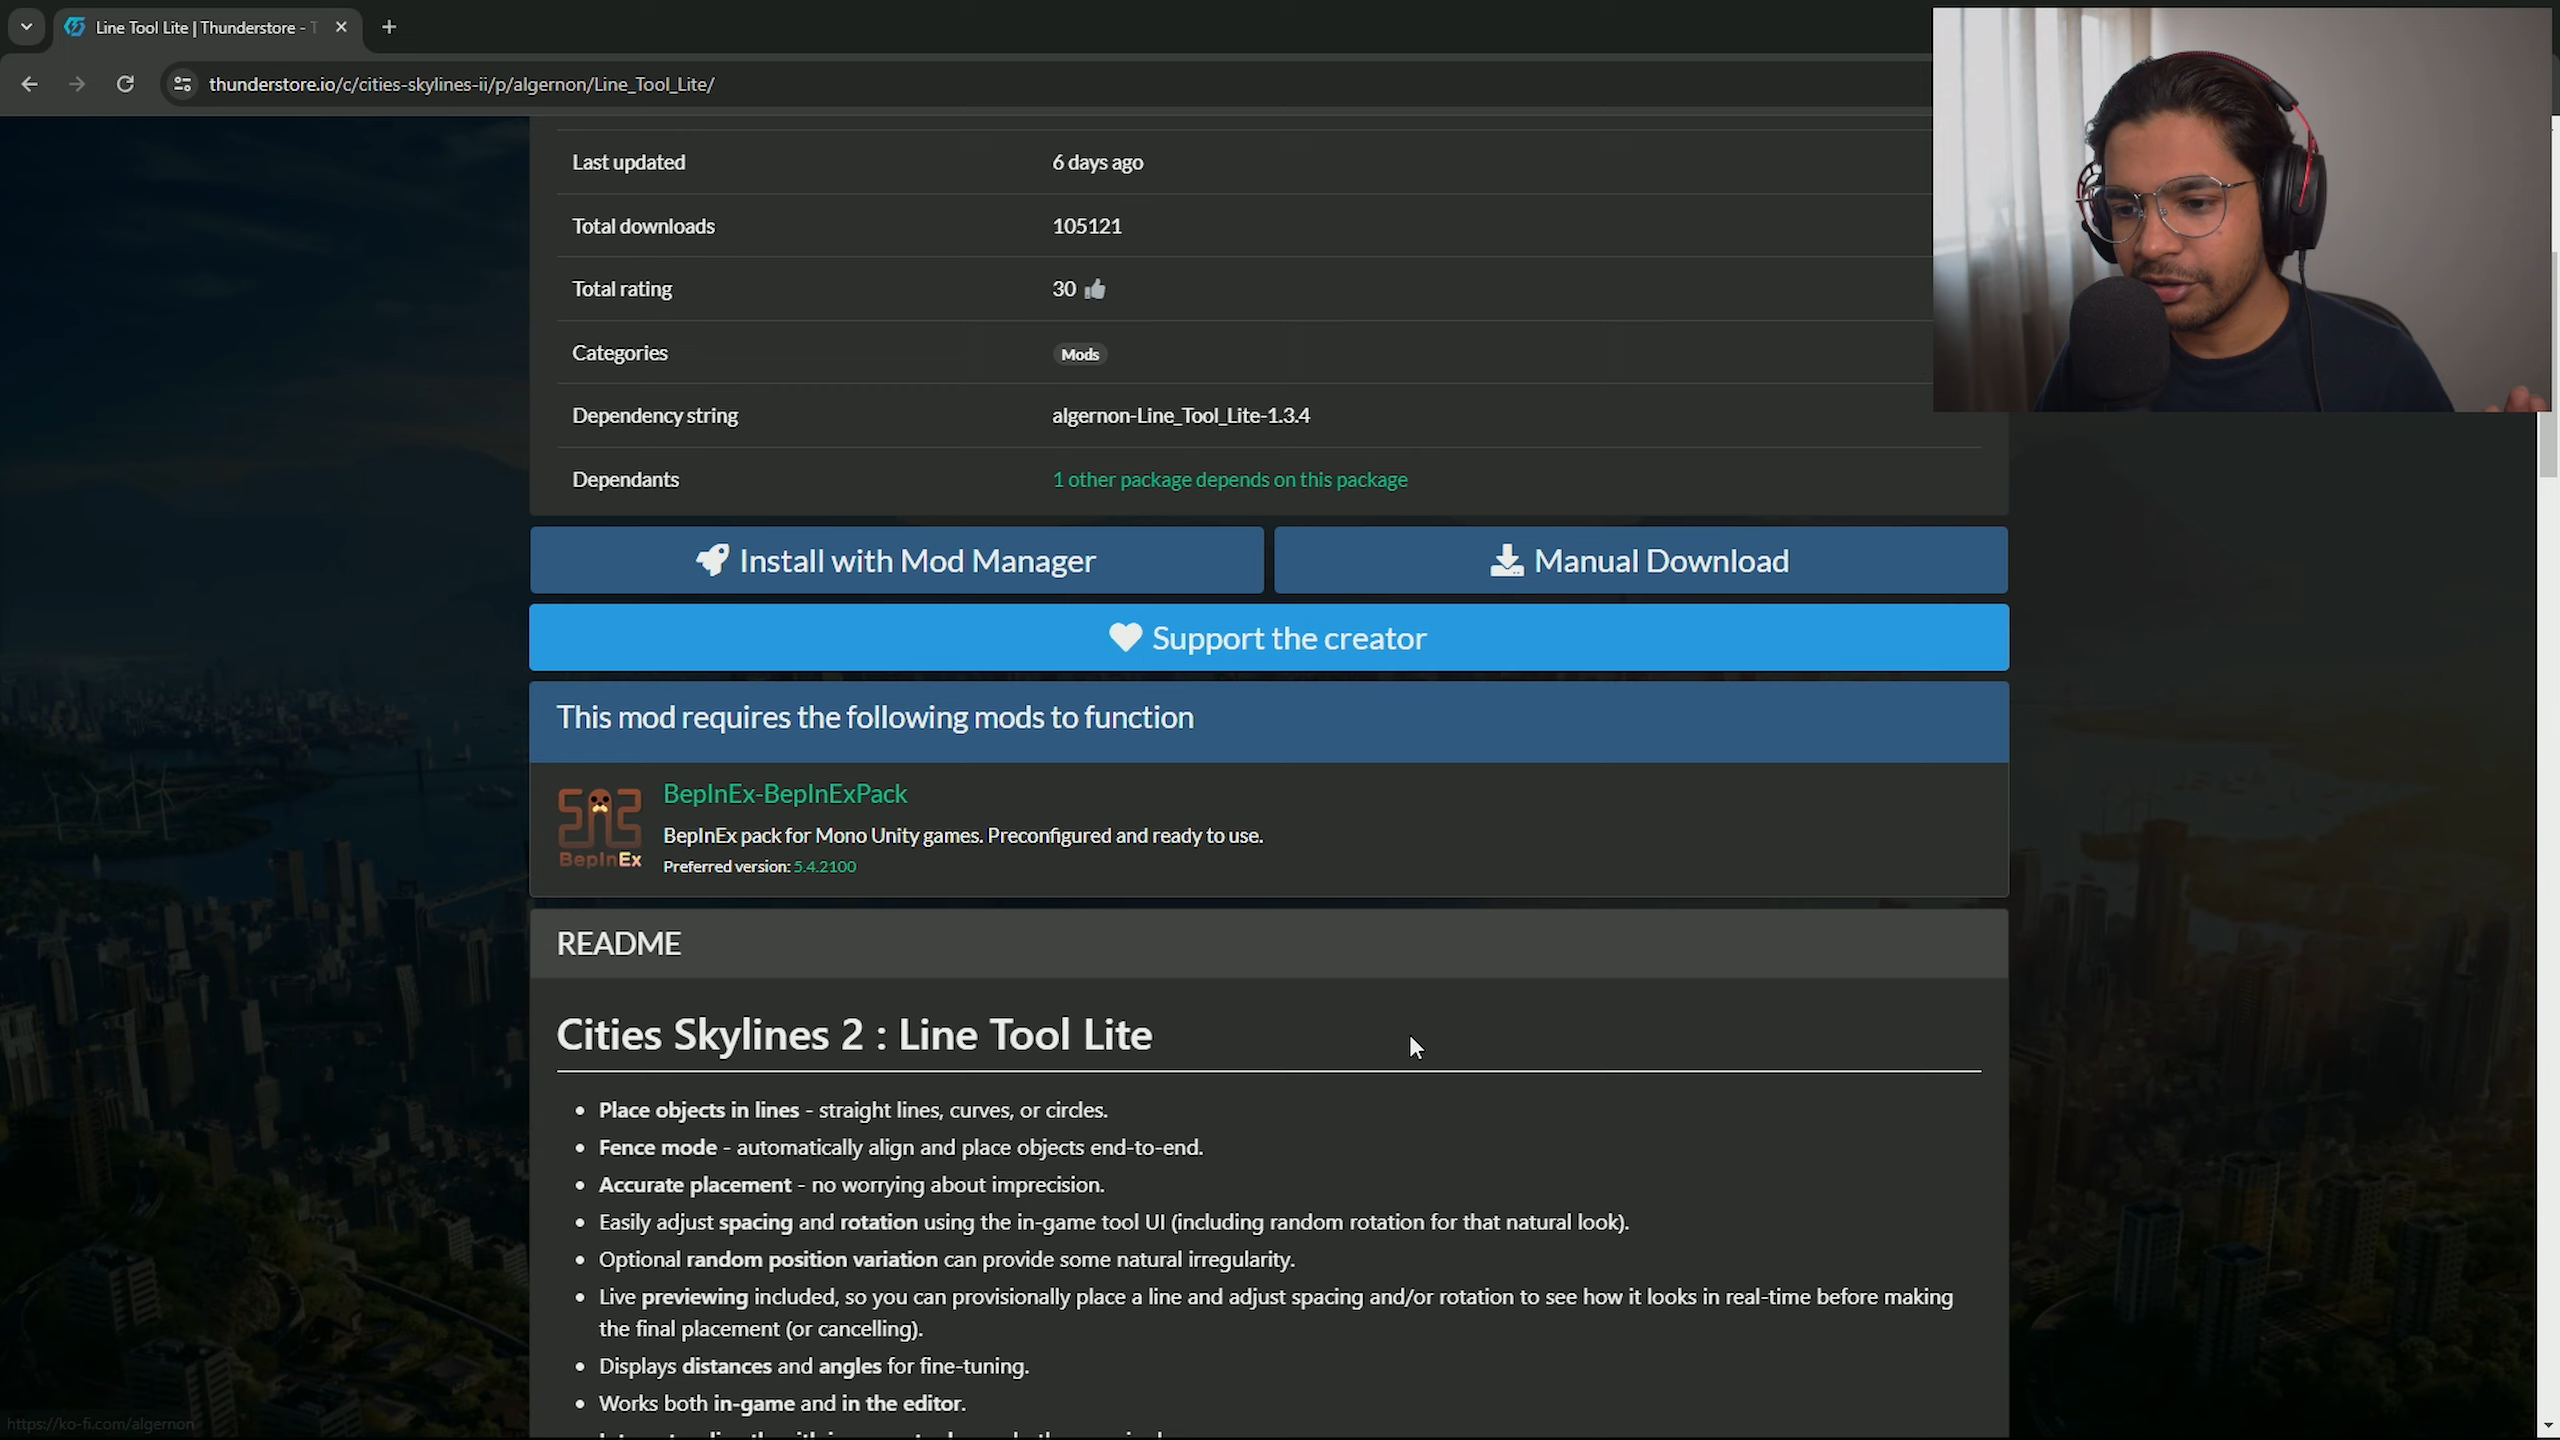 Line Tool Lite | Thunderstore -
thunderstore.io/c/cities-skylines-ii/p/algernon/Line_Tool_Lite/
Last updated 6 days ago
Total downloads 105121
Total rating 30
Categories Mods
Dependency string algernon-Line_Tool_Lite-1.3.4
Dependants 1 other package depends on this package
Install with Mod Manager
Manual Download
Support the creator
This mod requires the following mods to function
BepInEx
BepInEx-BepInExPack
BepInEx pack for Mono Unity games. Preconfigured and ready to use.
Preferred version: 5.4.2100
README
Cities Skylines 2 : Line Tool Lite
• Place objects in lines - straight lines, curves, or circles.
• Fence mode - automatically align and place objects end-to-end.
• Accurate placement - no worrying about imprecision.
• Easily adjust spacing and rotation using the in-game tool UI (including random rotation for that natural look).
• Optional random position variation can provide some natural irregularity.
• Live previewing included, so you can provisionally place a line and adjust spacing and/or rotation to see how it looks in real-time before making
the final placement (or cancelling).
• Displays distances and angles for fine-tuning.
• Works both in-game and in the editor.
https://ko-fi.com/algernon